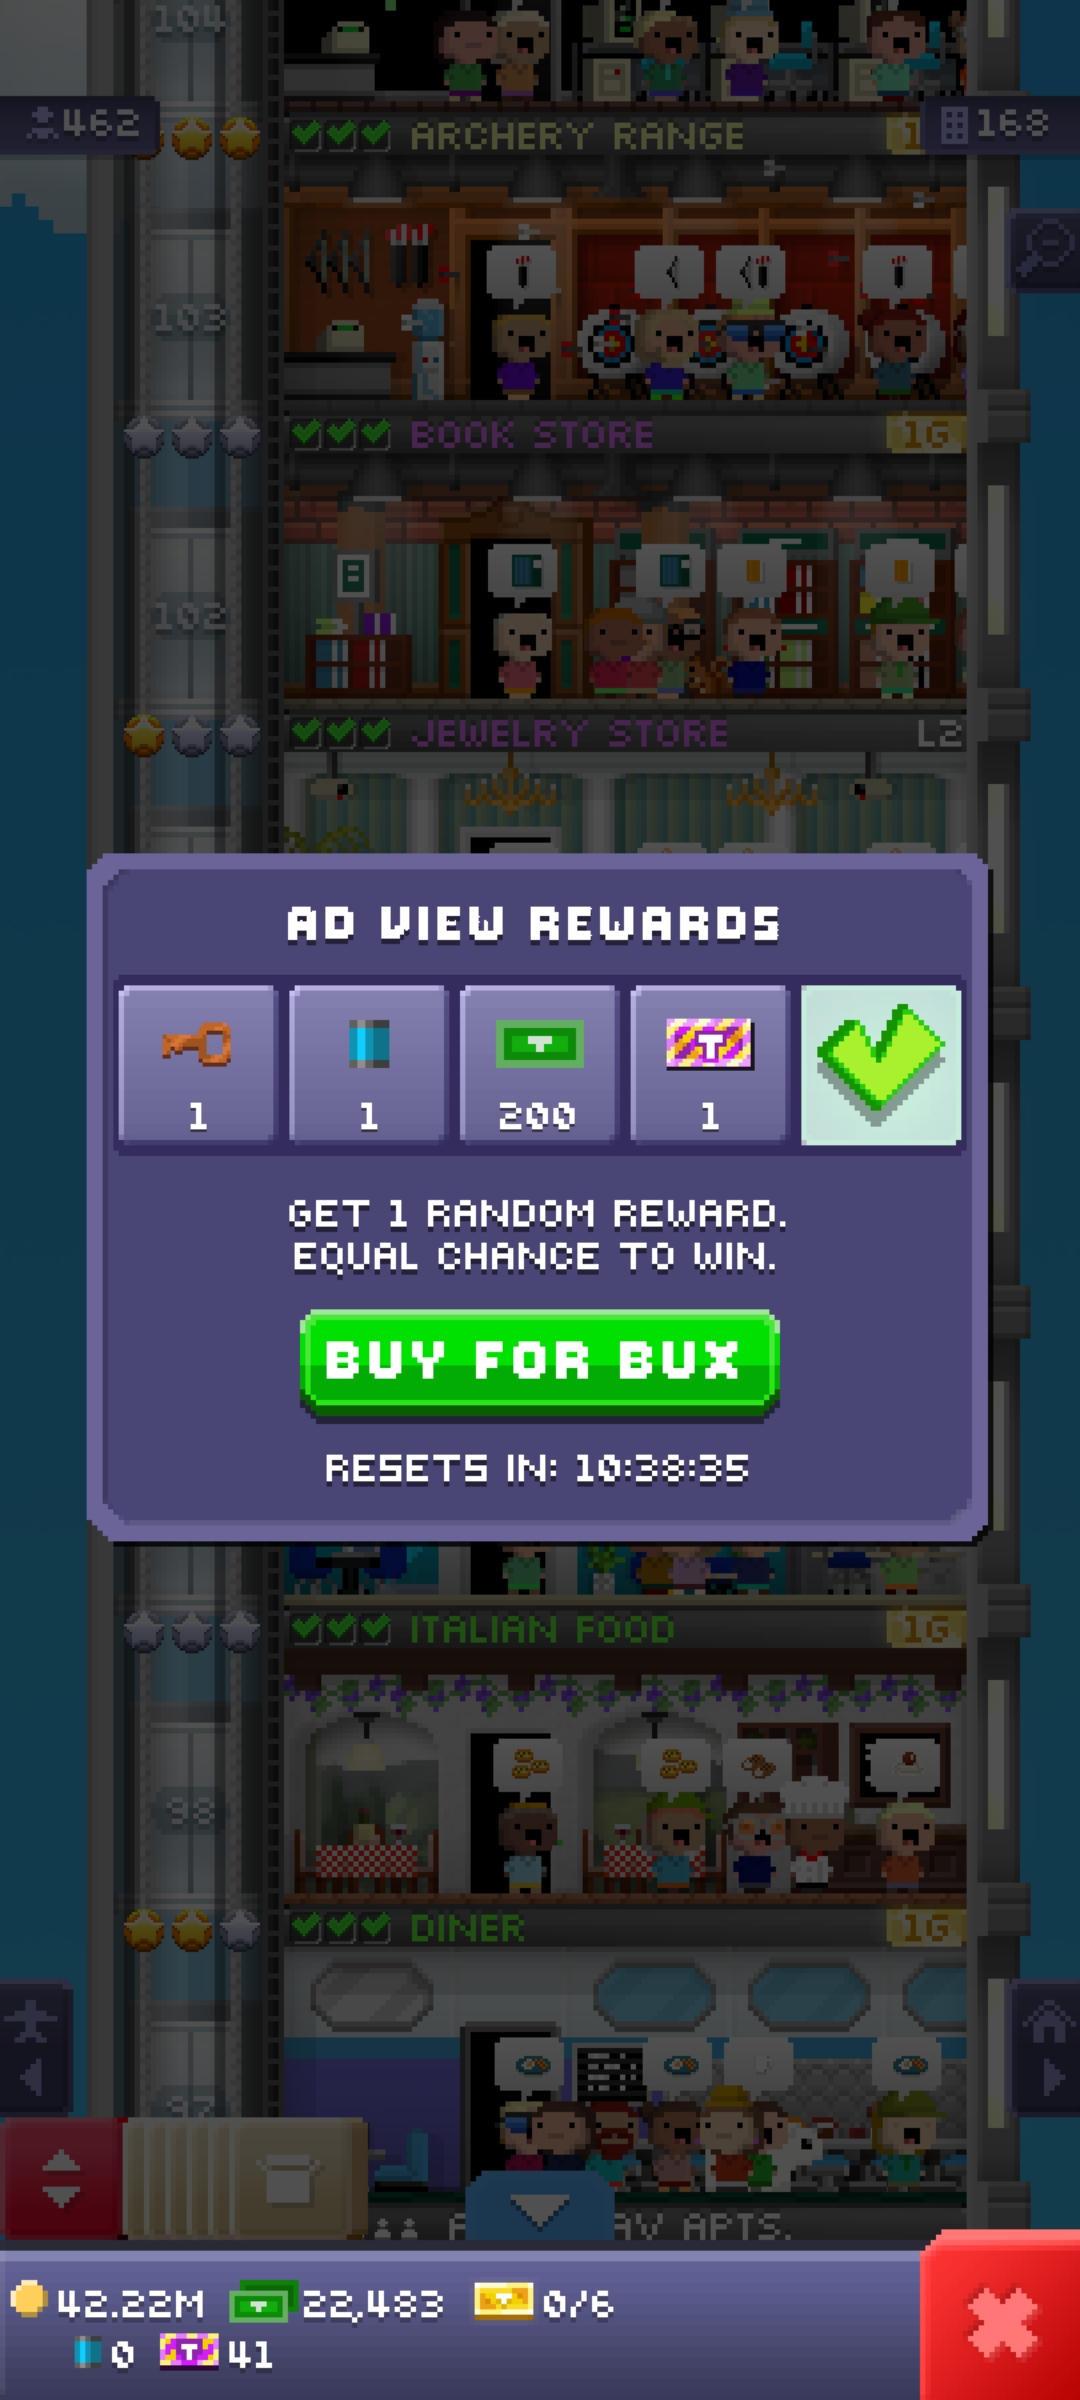 104
462
ARCHERY RANGE
168
103
BOOK STORE
1G
102
JEWELRY STORE
L2
AD VIEW REWARDS
1
1
200
1
GET 1 RANDOM REWARD.
EQUAL CHANCE TO WIN.
BUY FOR BUX
RESETS IN: 10:38:35
ITALIAN FOOD
1G
98
DINER
1G
97
APTS.
42.22M
22,483
0/6
0
41